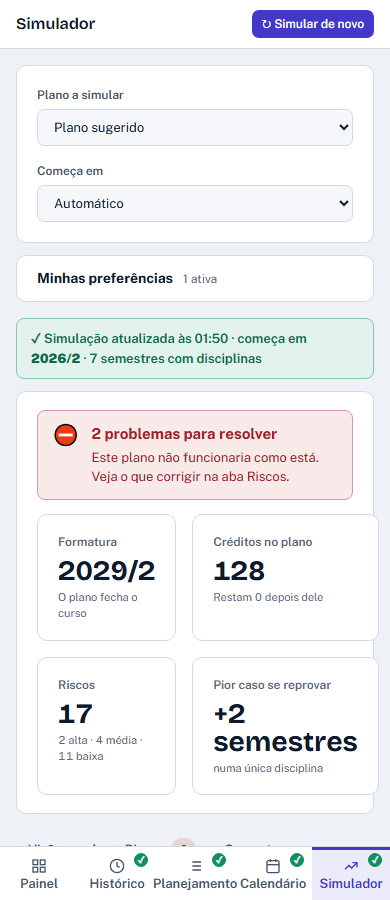 Simulador
↻ Simular de novo
Plano a simular
Plano sugerido
Começa em
Automático
Minhas preferências 1 ativa
✓ Simulação atualizada às 01:50 · começa em
2026/2 · 7 semestres com disciplinas
2 problemas para resolver
Este plano não funcionaria como está.
Veja o que corrigir na aba Riscos.
Formatura
2029/2
O plano fecha o
curso
Créditos no plano
128
Restam 0 depois dele
Riscos
17
2 alta · 4 média ·
11 baixa
Pior caso se reprovar
+2
semestres
numa única disciplina
Painel
Histórico
Planejamento
Calendário
Simulador